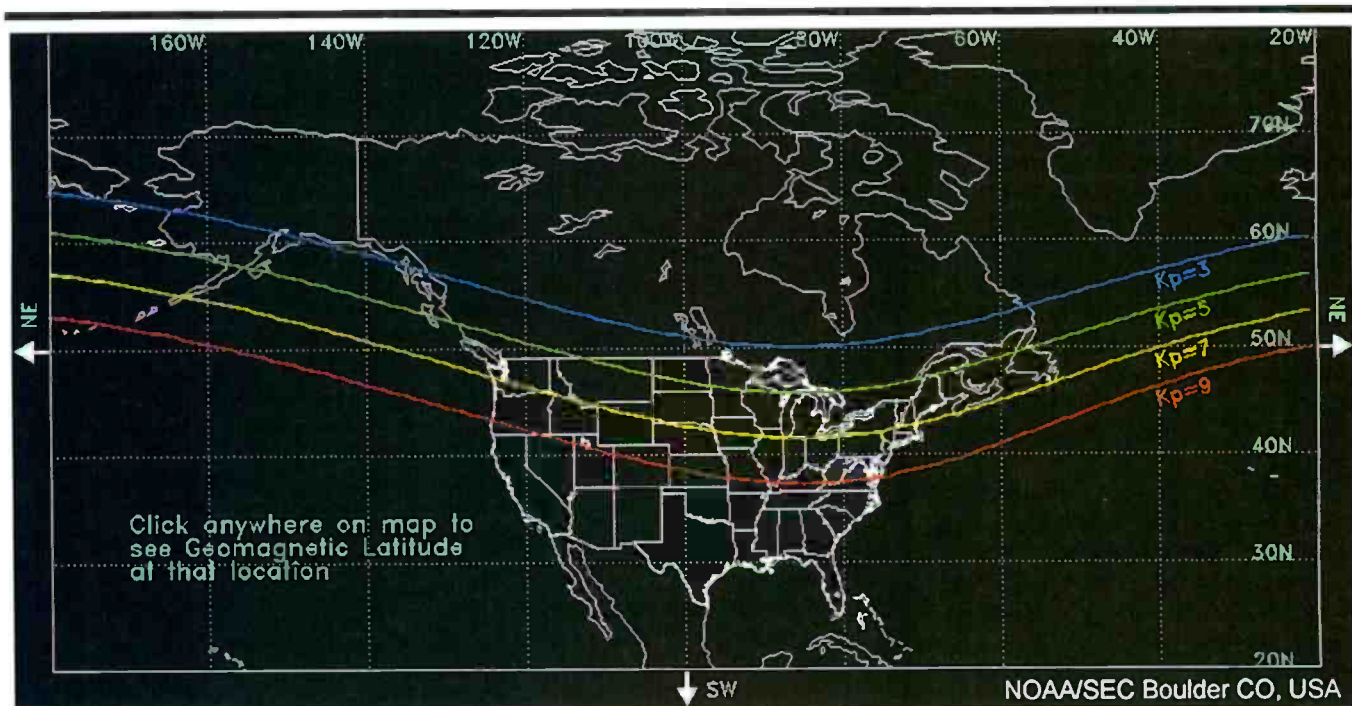 160W 140W 120W 100W 80W 60W 40W 20W
70N
60N
Kp=3
Kp=5
NE
NE
50N
Kp=7
Kp=9
40N
Click anywhere on map to
see Geomagnetic Latitude
at that location
30N
20N
SW
NOAA/SEC Boulder CO, USA